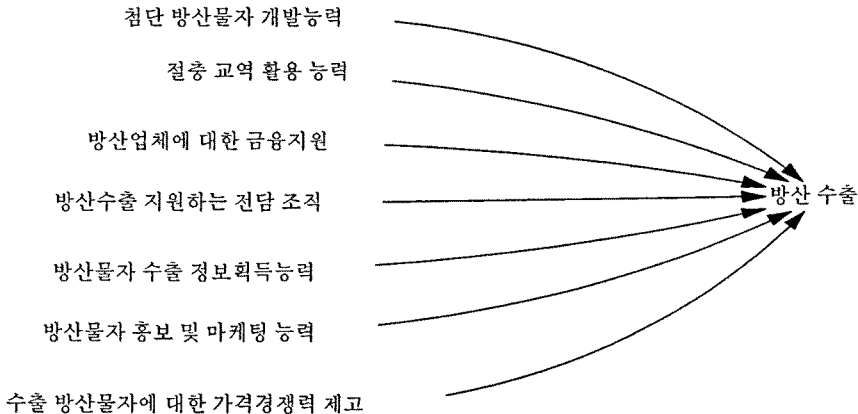 첨단 방산물자 개발능력
절충 교역 활용 능력
방산업체에 대한 금융지원
방산수출 지원하는 전담 조직
방산 수출
방산물자 수출 정보획득능력
방산물자 홍보 및 마케팅 능력
수출 방산물자에 대한 가격경쟁력 제고